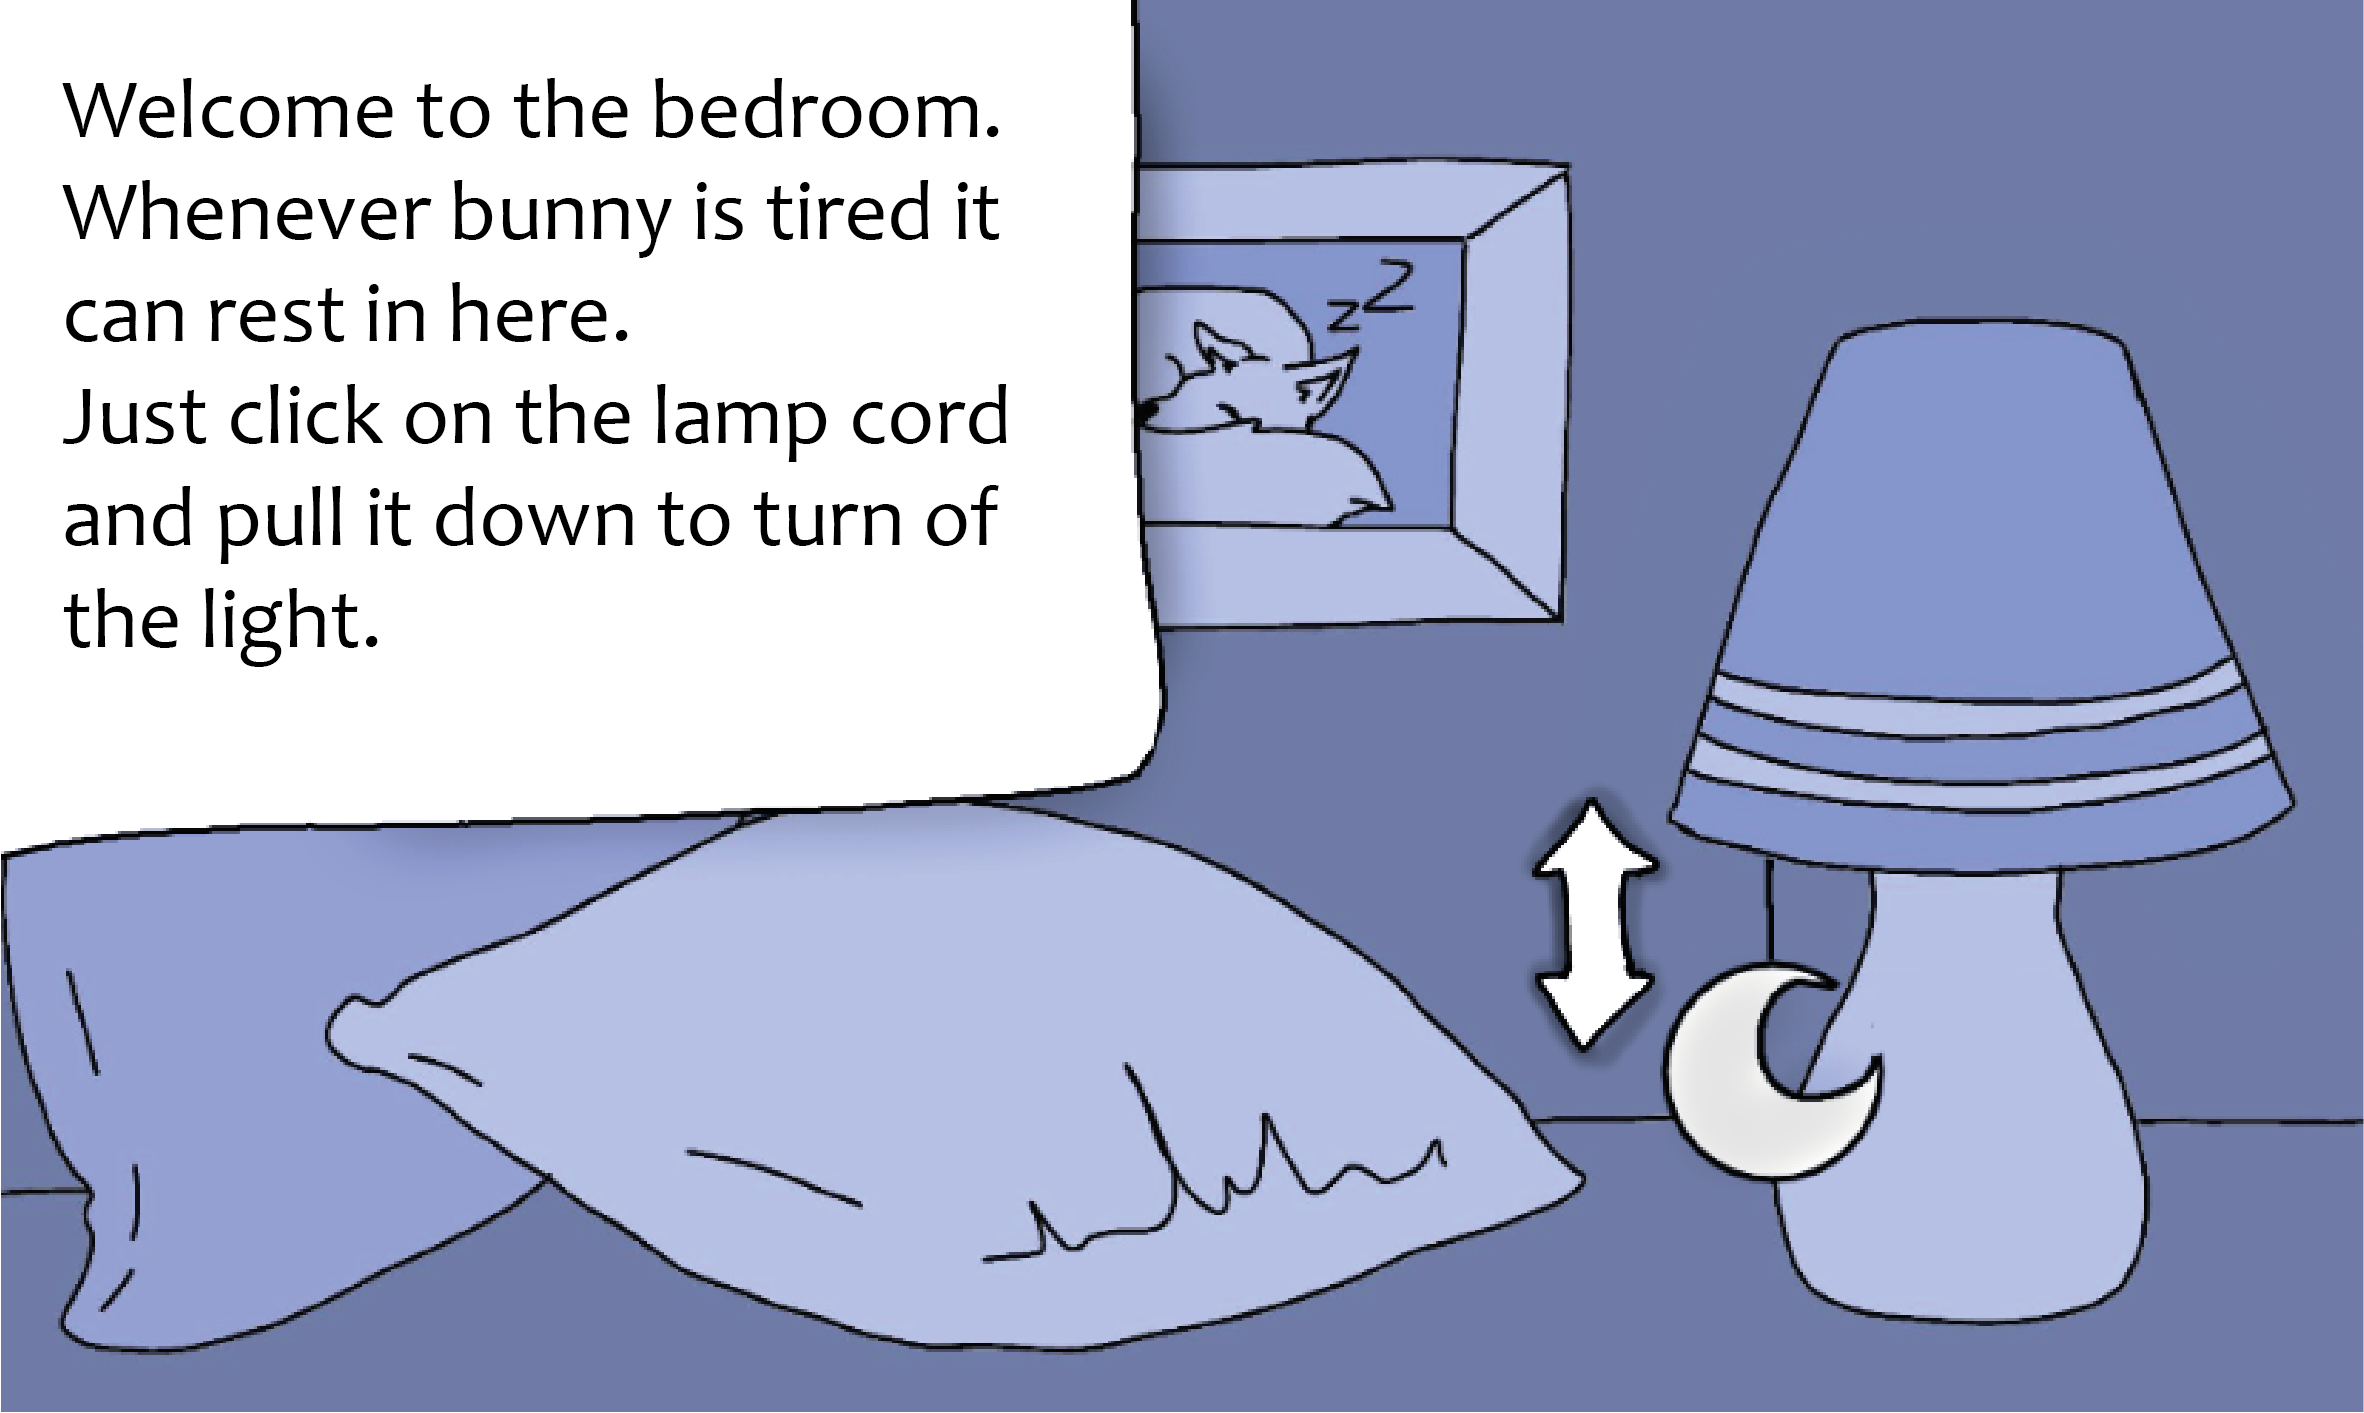 Welcome to the bedroom.
Whenever bunny is tired it
can rest in here.
Just click on the lamp cord
and pull it down to turn of
the light.
zZ